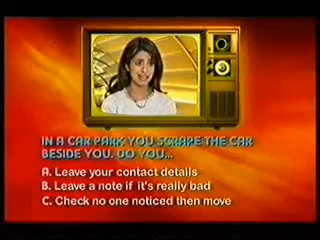 IN A CAR PARK YOU SCRAPE THE CAR
BESIDE YOU. DO YOU...
A. Leave your contact details
B. Leave a note if it's really bad
C. Check no one noticed then move